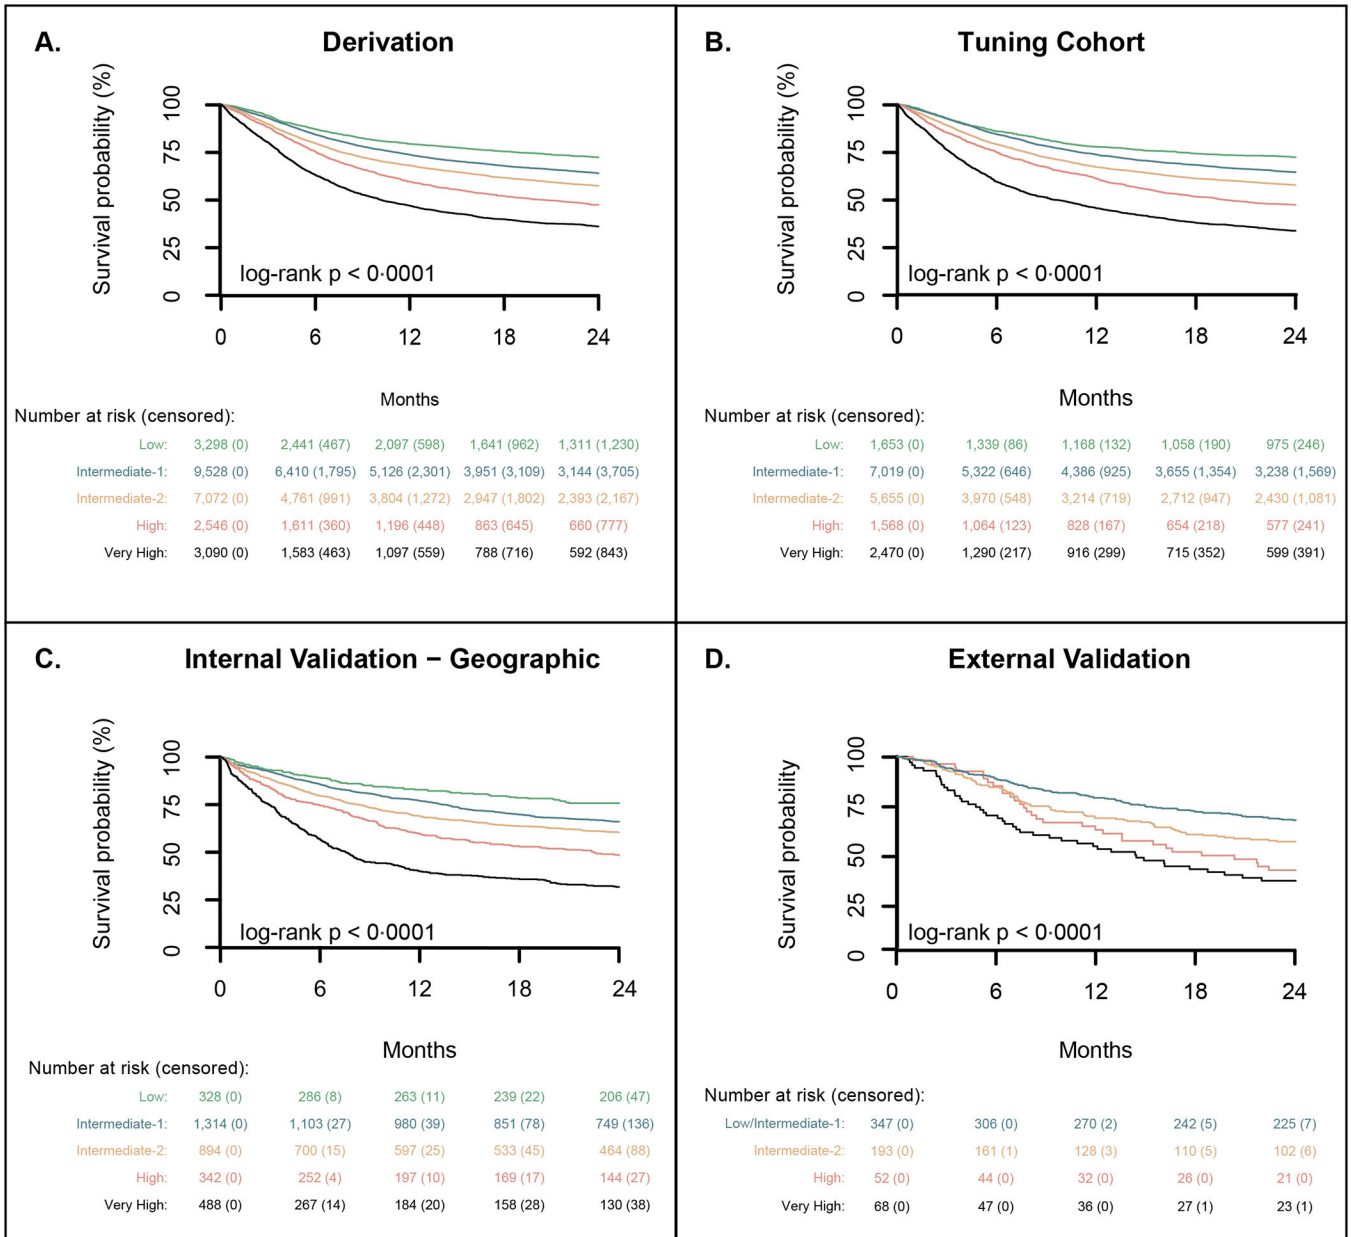 A.
Derivation
Survival probability (%)
100
75
50
25
0
log-rank p < 0·0001
0 6 12 18 24
Months
Number at risk (censored):
Low: 3,298 (0) 2,441 (467) 2,097 (598) 1,641 (962) 1,311 (1,230)
Intermediate-1: 9,528 (0) 6,410 (1,795) 5,126 (2,301) 3,951 (3,109) 3,144 (3,705)
Intermediate-2: 7,072 (0) 4,761 (991) 3,804 (1,272) 2,947 (1,802) 2,393 (2,167)
High: 2,546 (0) 1,611 (360) 1,196 (448) 863 (645) 660 (777)
Very High: 3,090 (0) 1,583 (463) 1,097 (559) 788 (716) 592 (843)
B.
Tuning Cohort
Survival probability (%)
100
75
50
25
0
log-rank p < 0·0001
0 6 12 18 24
Months
Number at risk (censored):
Low: 1,653 (0) 1,339 (86) 1,168 (132) 1,058 (190) 975 (246)
Intermediate-1: 7,019 (0) 5,322 (646) 4,386 (925) 3,655 (1,354) 3,238 (1,569)
Intermediate-2: 5,655 (0) 3,970 (548) 3,214 (719) 2,712 (947) 2,430 (1,081)
High: 1,568 (0) 1,064 (123) 828 (167) 654 (218) 577 (241)
Very High: 2,470 (0) 1,290 (217) 916 (299) 715 (352) 599 (391)
C.
Internal Validation − Geographic
Survival probability (%)
100
75
50
25
0
log-rank p < 0·0001
0 6 12 18 24
Months
Number at risk (censored):
Low: 328 (0) 286 (8) 263 (11) 239 (22) 206 (47)
Intermediate-1: 1,314 (0) 1,103 (27) 980 (39) 851 (78) 749 (136)
Intermediate-2: 894 (0) 700 (15) 597 (25) 533 (45) 464 (88)
High: 342 (0) 252 (4) 197 (10) 169 (17) 144 (27)
Very High: 488 (0) 267 (14) 184 (20) 158 (28) 130 (38)
D.
External Validation
Survival probability
100
75
50
25
0
log-rank p < 0·0001
0 6 12 18 24
Months
Number at risk (censored):
Low/Intermediate-1: 347 (0) 306 (0) 270 (2) 242 (5) 225 (7)
Intermediate-2: 193 (0) 161 (1) 128 (3) 110 (5) 102 (6)
High: 52 (0) 44 (0) 32 (0) 26 (0) 21 (0)
Very High: 68 (0) 47 (0) 36 (0) 27 (1) 23 (1)